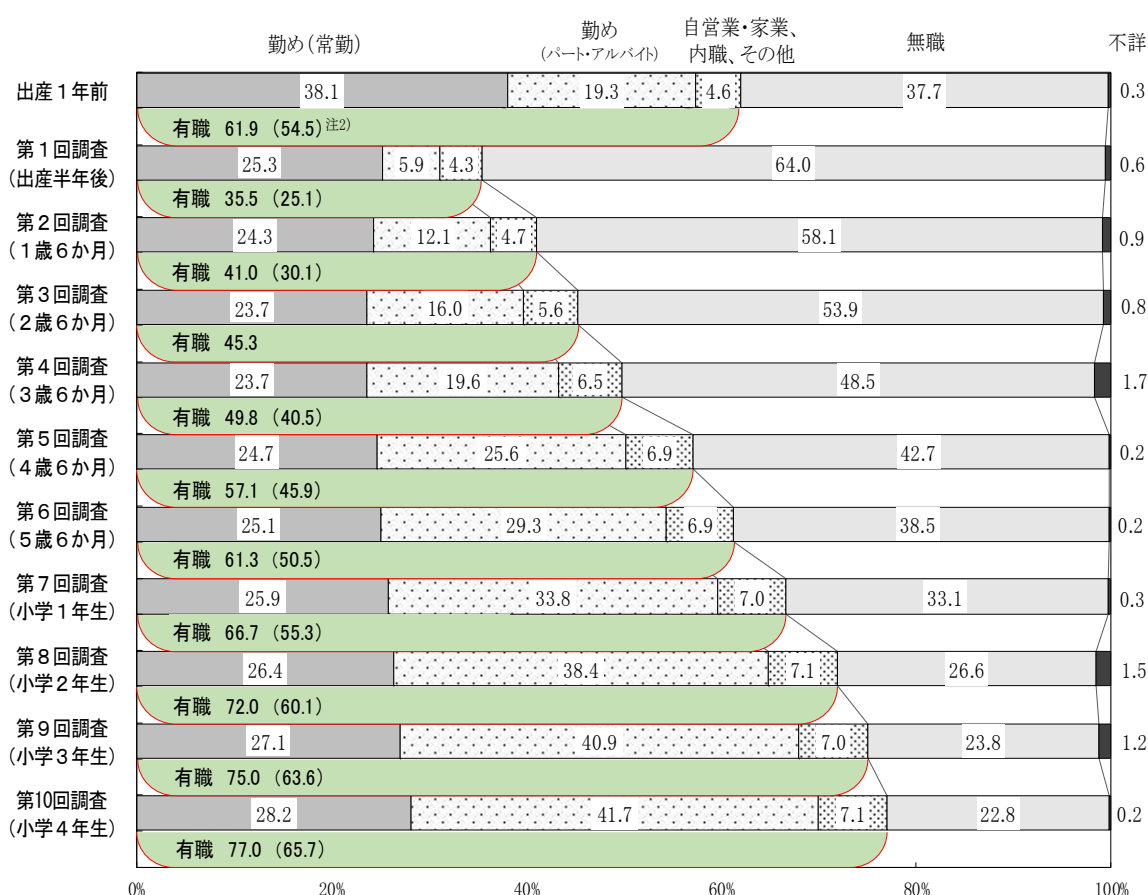 勤め(常勤)
勤め
(パート・アルバイト)
自営業・家業、
内職、その他
無職
不詳
出産1年前
38.1
19.3
4.6
37.7
0.3
有職 61.9 (54.5)注2)
第1回調査
(出産半年後)
25.3
5.9
4.3
64.0
0.6
有職 35.5 (25.1)
第2回調査
(1歳6か月)
24.3
12.1
4.7
58.1
0.9
有職 41.0 (30.1)
第3回調査
(2歳6か月)
23.7
16.0
5.6
53.9
0.8
有職 45.3
第4回調査
(3歳6か月)
23.7
19.6
6.5
48.5
1.7
有職 49.8 (40.5)
第5回調査
(4歳6か月)
24.7
25.6
6.9
42.7
0.2
有職 57.1 (45.9)
第6回調査
(5歳6か月)
25.1
29.3
6.9
38.5
0.2
有職 61.3 (50.5)
第7回調査
(小学1年生)
25.9
33.8
7.0
33.1
0.3
有職 66.7 (55.3)
第8回調査
(小学2年生)
26.4
38.4
7.1
26.6
1.5
有職 72.0 (60.1)
第9回調査
(小学3年生)
27.1
40.9
7.0
23.8
1.2
有職 75.0 (63.6)
第10回調査
(小学4年生)
28.2
41.7
7.1
22.8
0.2
有職 77.0 (65.7)
0%
20%
40%
60%
80%
100%